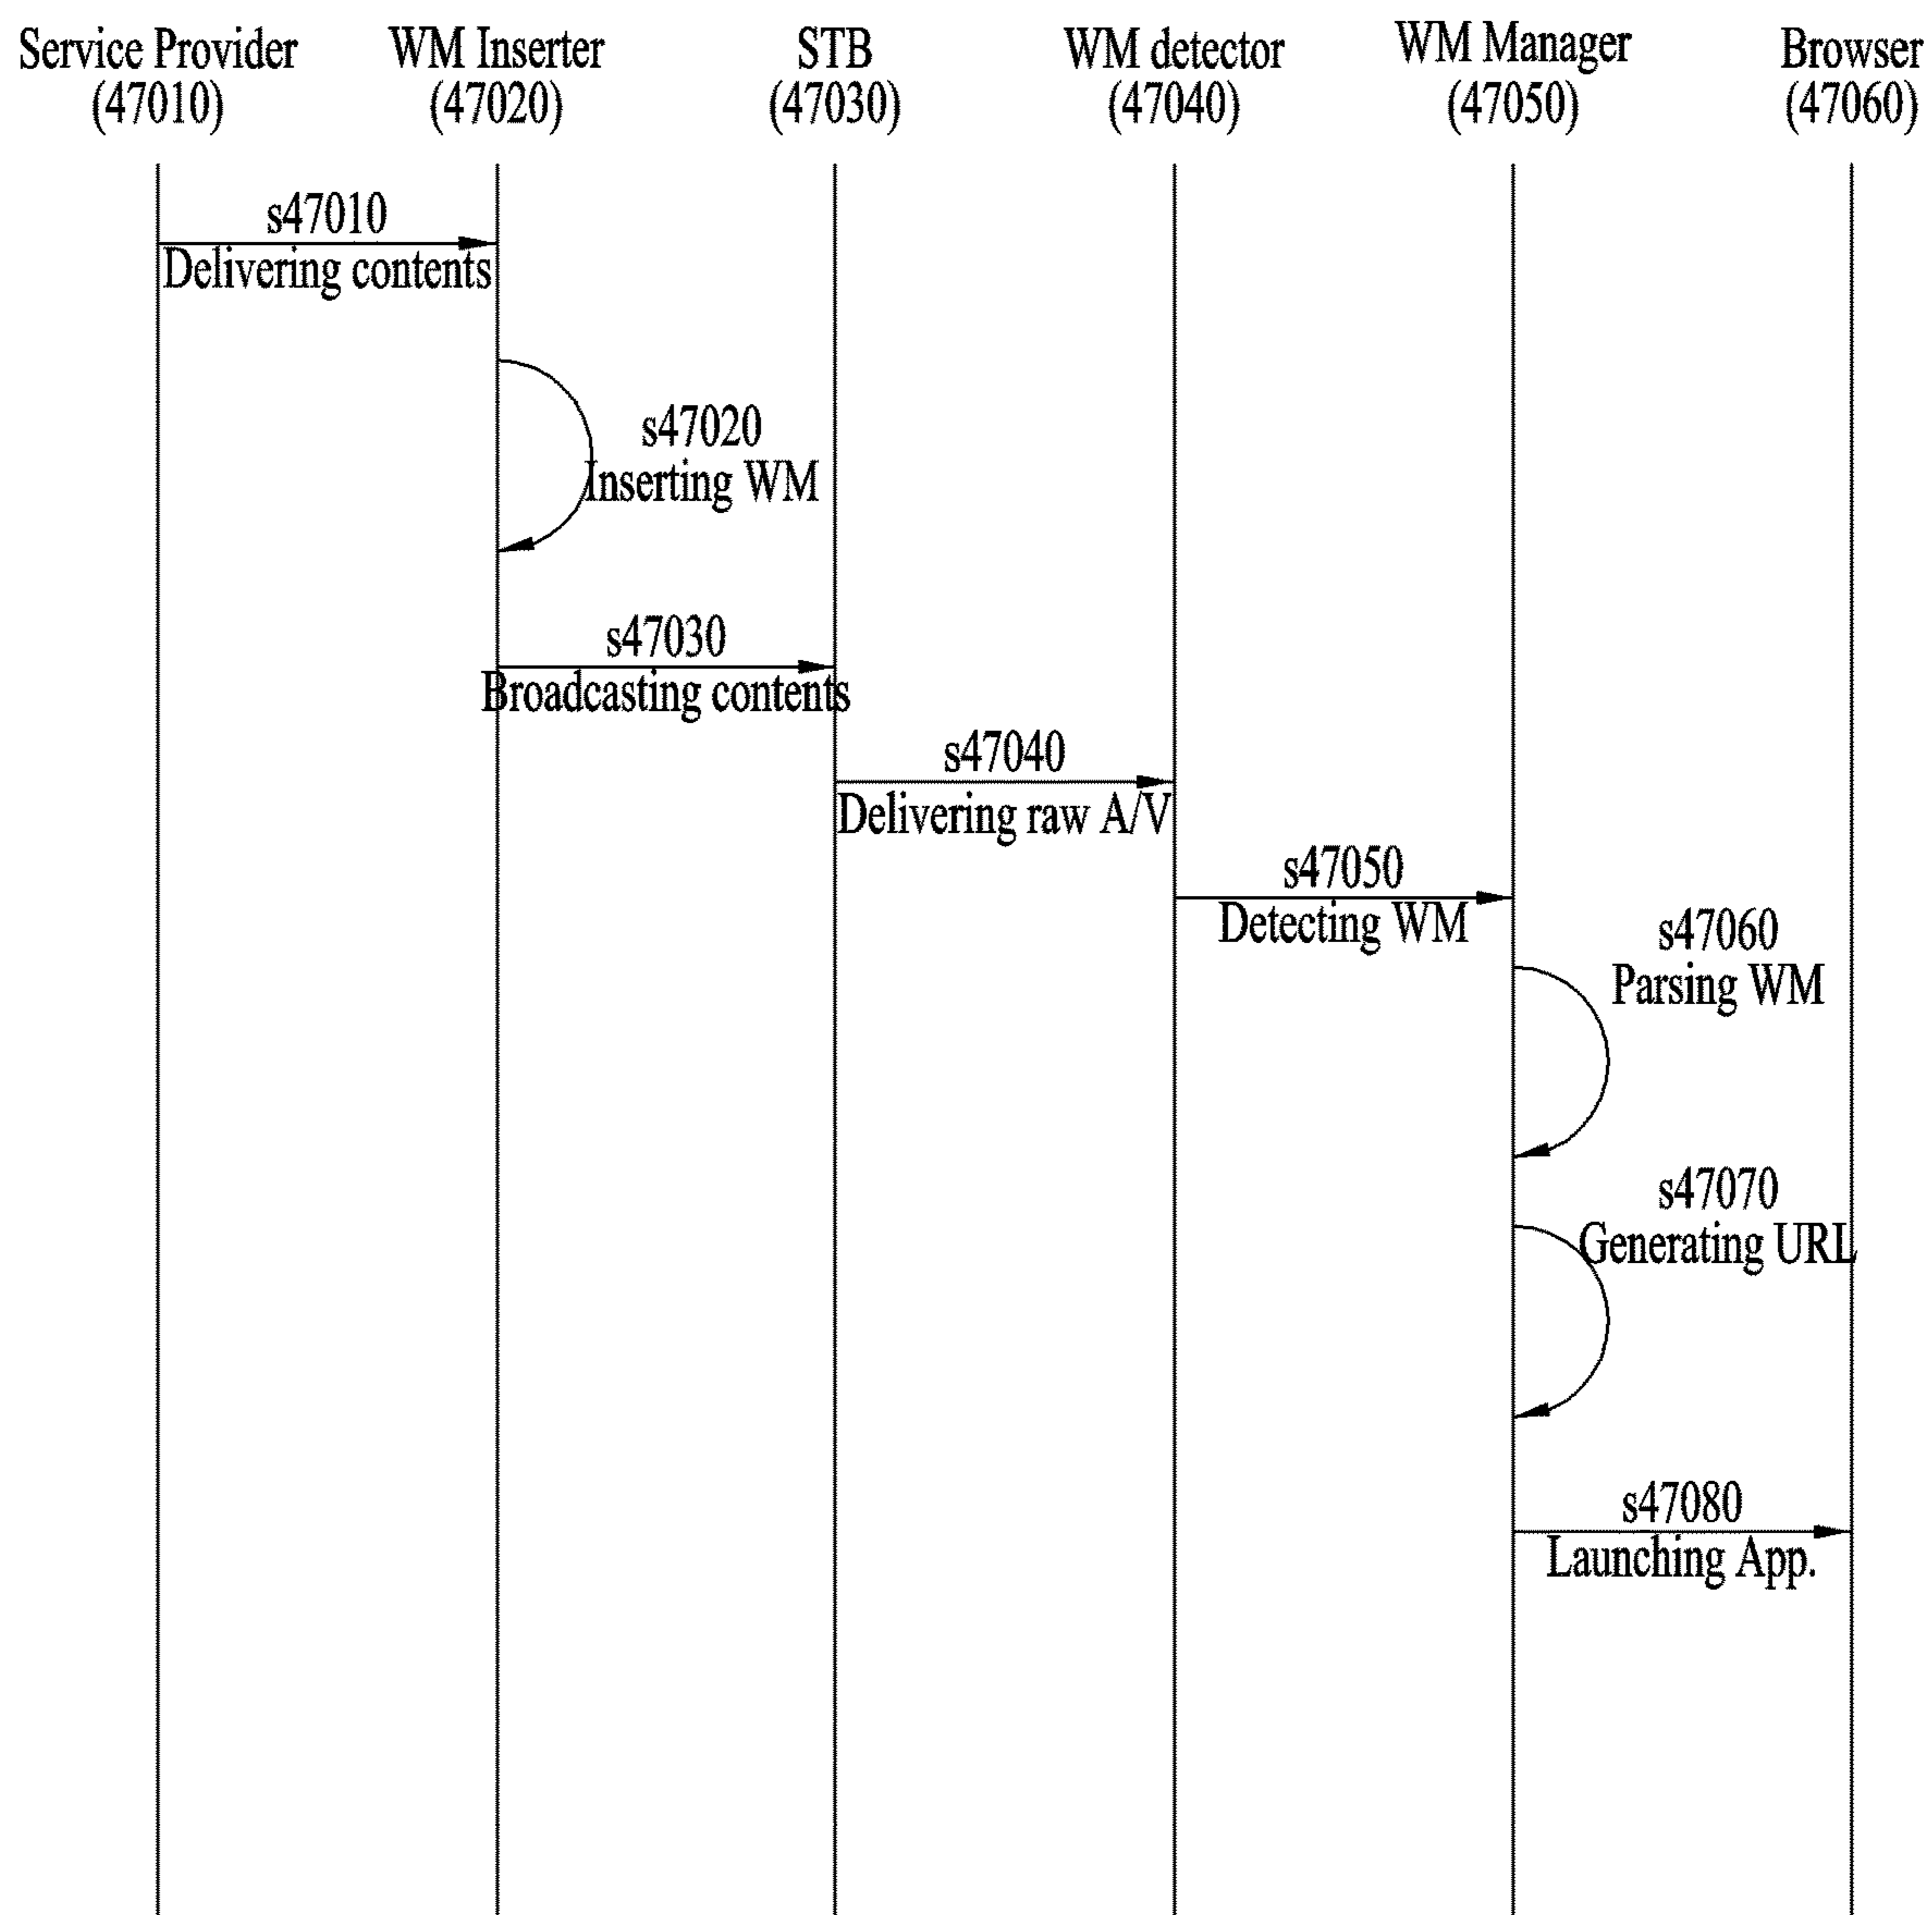 Service Provider
(47010)
WM Inserter
(47020)
STB
(47030)
WM detector
(47040)
WM Manager
(47050)
Browser
(47060)
s47010
Delivering contents
s47020
Inserting WM
s47030
Broadcasting contents
s47040
Delivering raw A/V
s47050
Detecting WM
s47060
Parsing WM
s47070
Generating URL
s47080
Launching App.